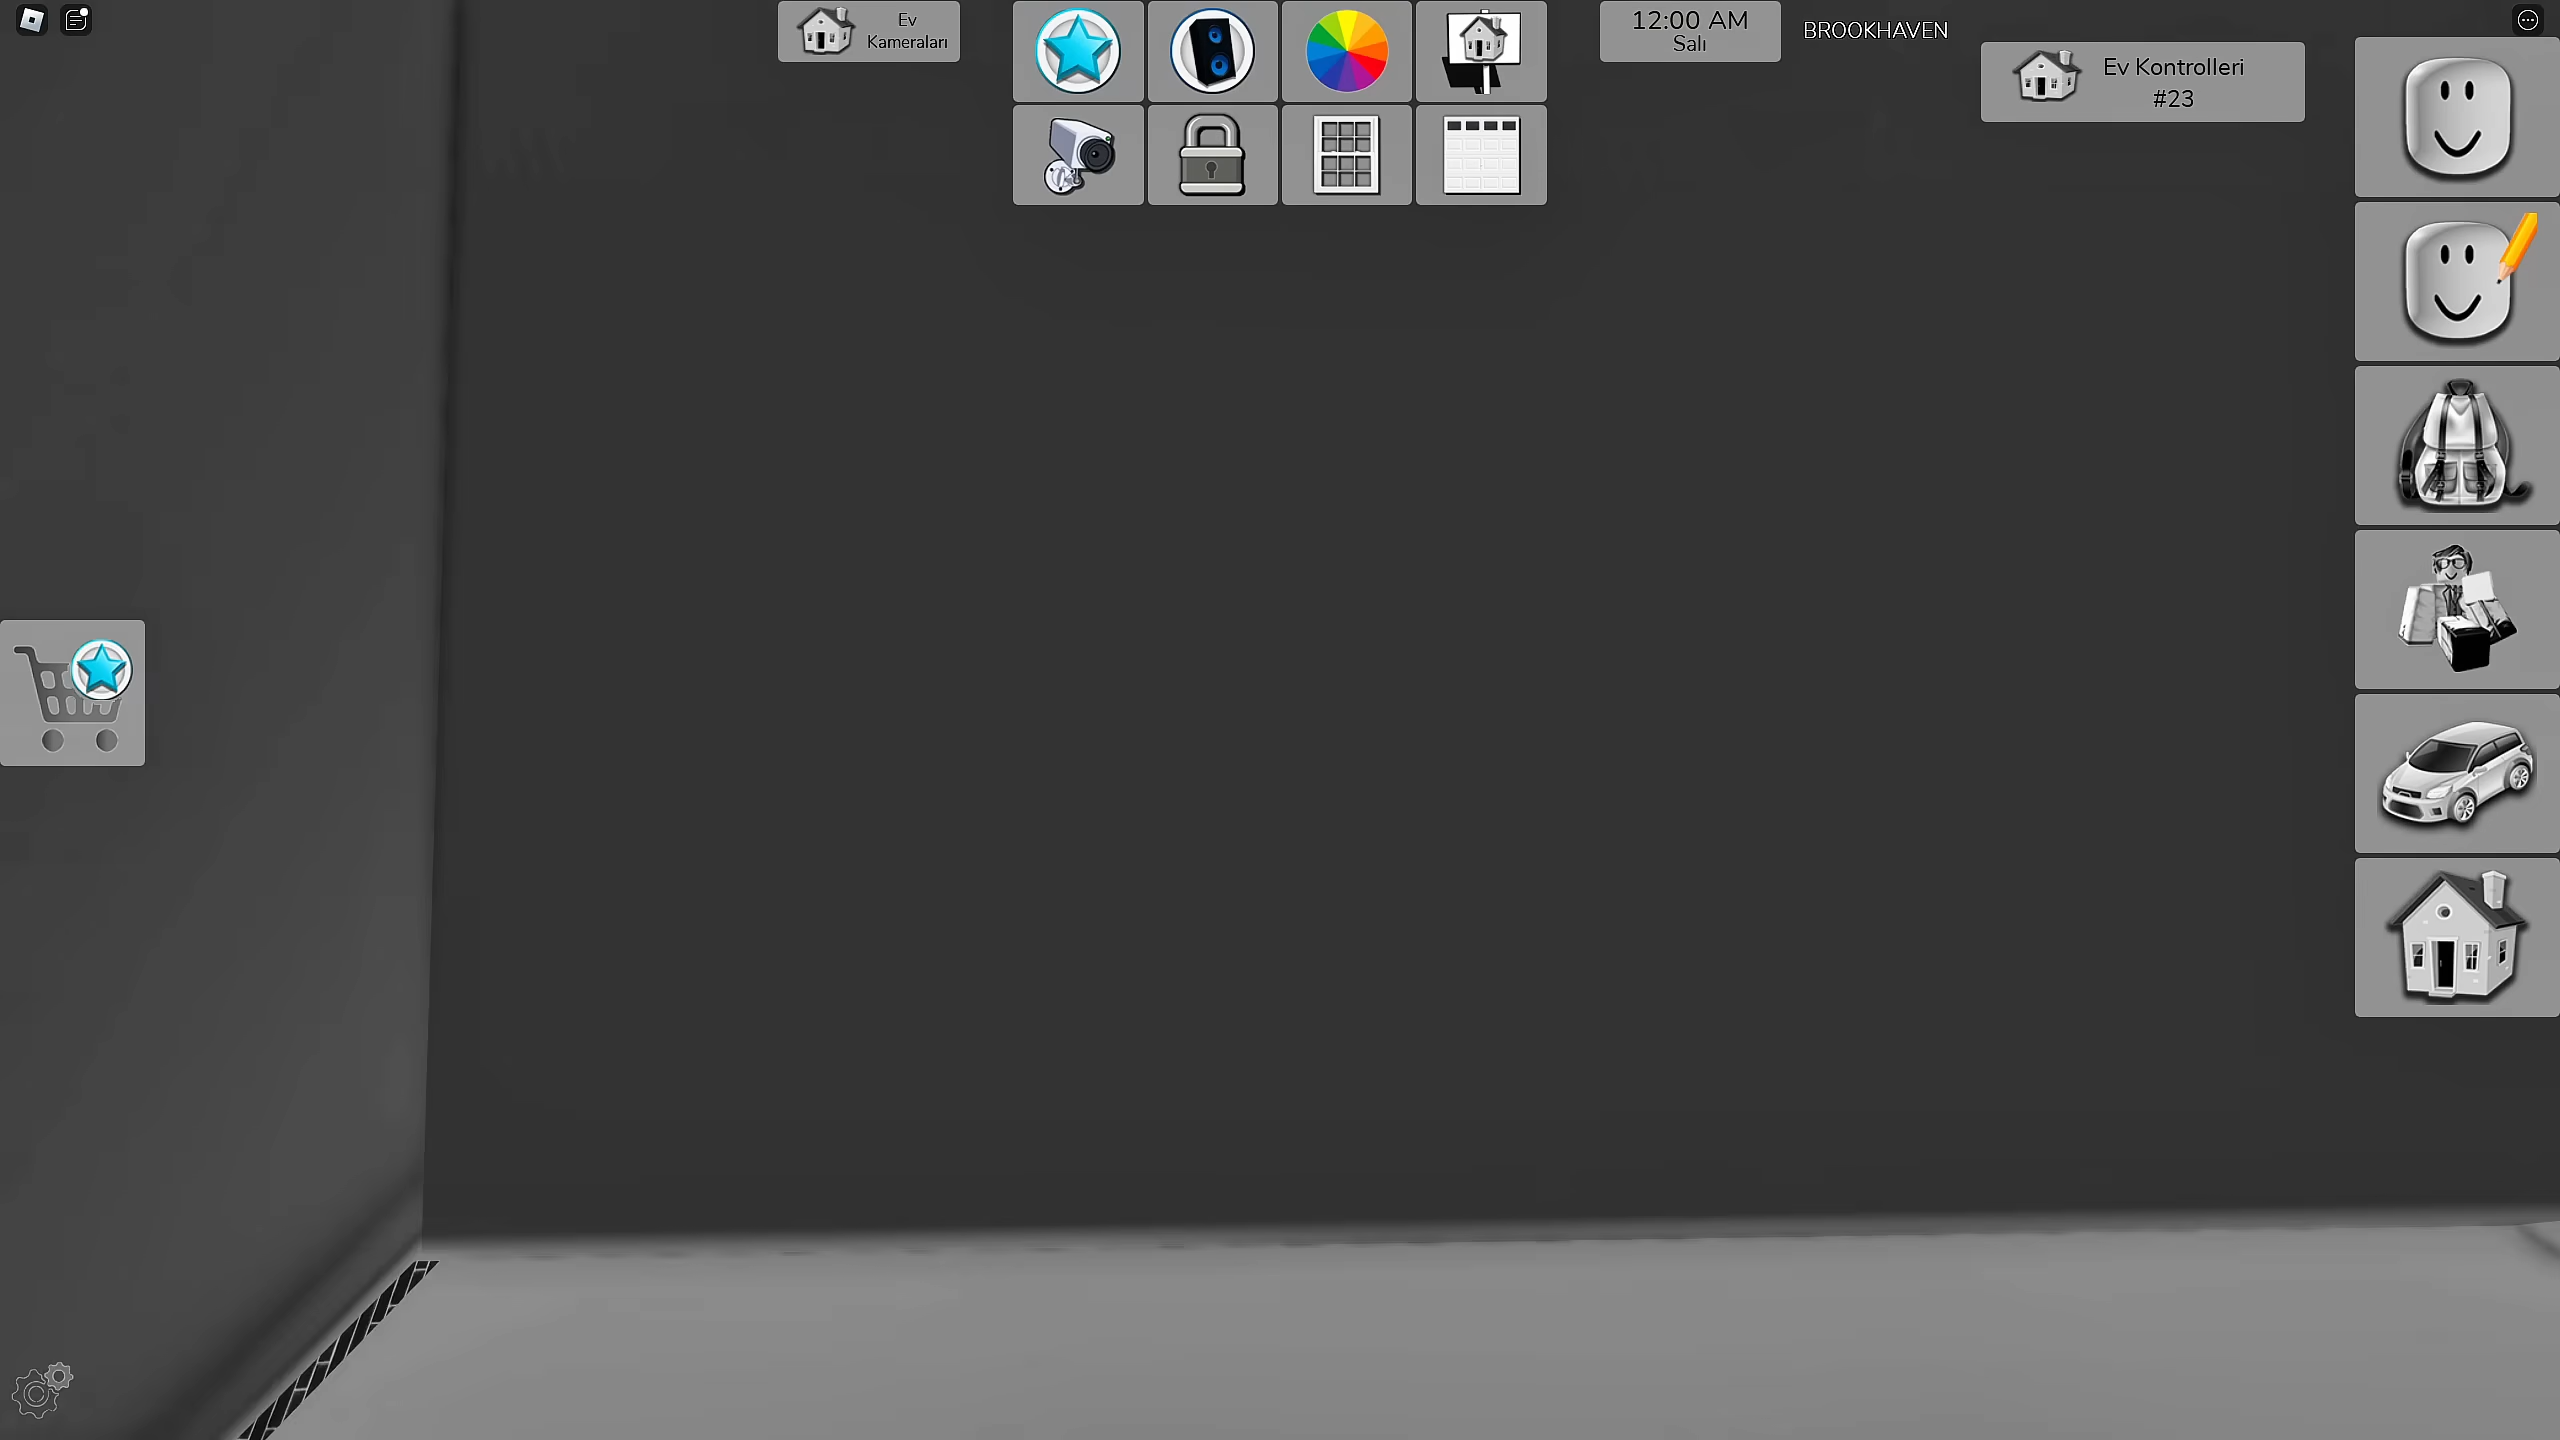 Ev
Kameraları
12:00 AM
Salı
BROOKHAVEN
Ev Kontrolleri
#23